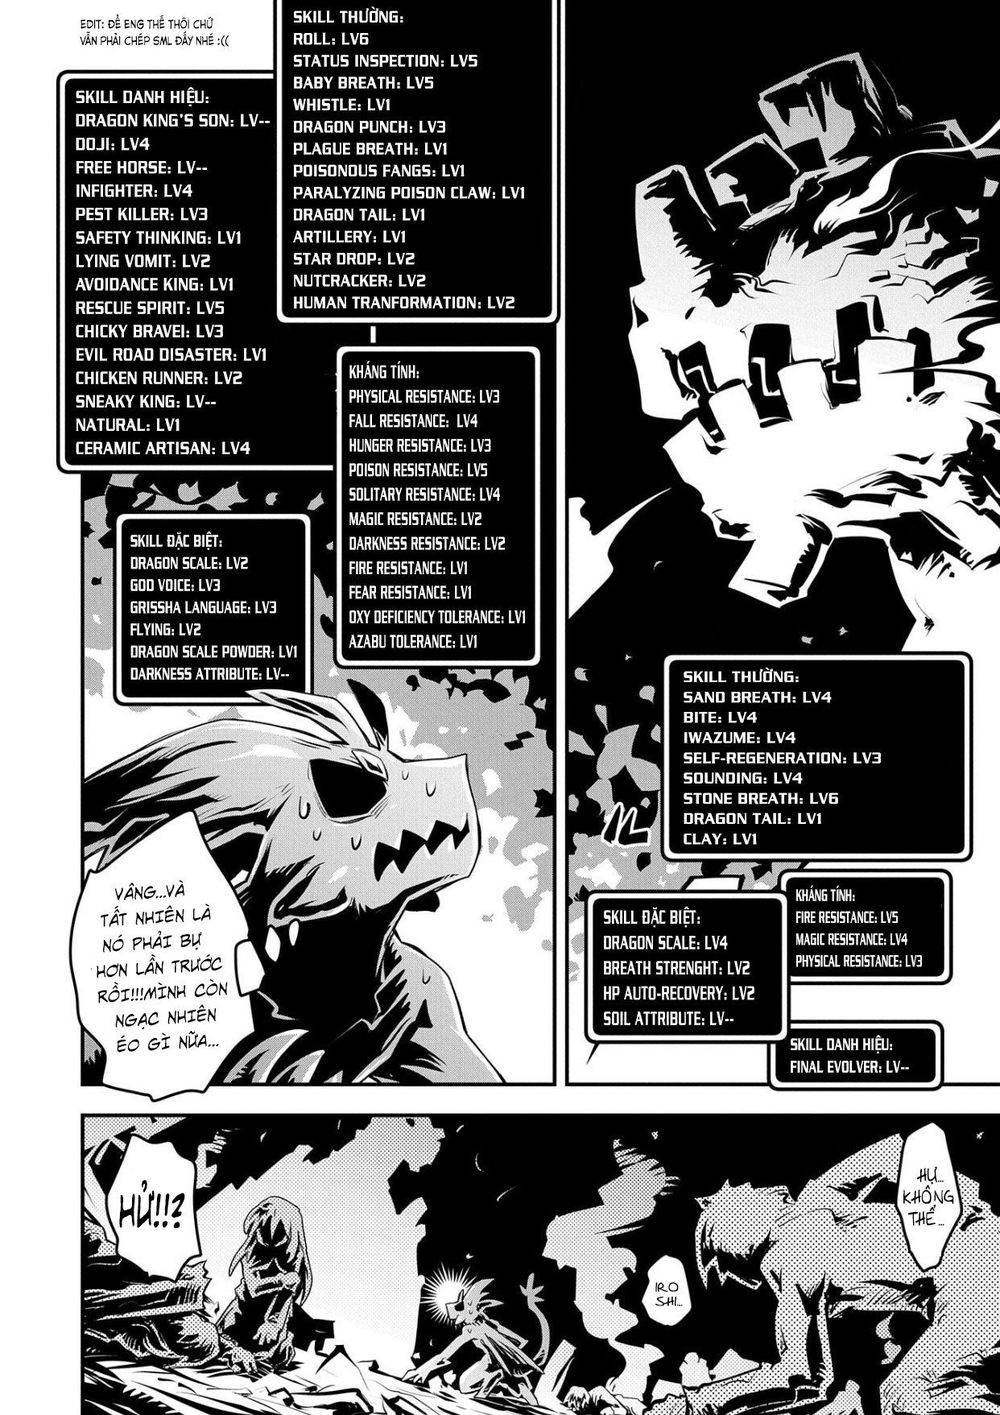 EDIT: ĐỂ ENG THẾ THÔI CHỨ
VẪN PHẢI CHÉP SML ĐẤY NHÉ :((
SKILL THƯỜNG:
ROLL: LV6
STATUS INSPECTION: LV5
BABY BREATH: LV5
WHISTLE: LV1
DRAGON PUNCH: LV3
PLAGUE BREATH: LV1
POISONOUS FANGS: LV1
PARALYZING POISON CLAW: LV1
DRAGON TAIL: LV1
ARTILLERY: LV1
STAR DROP: LV2
NUTCRACKER: LV2
HUMAN TRANFORMATION: LV2
SKILL DANH HIỆU:
DRAGON KING'S SON: LV--
DOJI: LV4
FREE HORSE: LV--
INFIGHTER: LV4
PEST KILLER: LV3
SAFETY THINKING: LV1
LYING VOMIT: LV2
AVOIDANCE KING: LV1
RESCUE SPIRIT: LV5
CHICKY BRAVEI: LV3
EVIL ROAD DISASTER: LV1
CHICKEN RUNNER: LV2
SNEAKY KING: LV--
NATURAL: LV1
CERAMIC ARTISAN: LV4
KHÁNG TÍNH:
PHYSICAL RESISTANCE: LV3
FALL RESISTANCE: LV4
HUNGER RESISTANCE: LV3
POISON RESISTANCE: LV5
SOLITARY RESISTANCE: LV4
MAGIC RESISTANCE: LV2
DARKNESS RESISTANCE: LV2
FIRE RESISTANCE: LV1
FEAR RESISTANCE: LV1
OXY DEFICIENCY TOLERANCE: LV1
AZABU TOLERANCE: LV1
SKILL ĐẶC BIỆT:
DRAGON SCALE: LV2
GOD VOICE: LV3
GRISSHA LANGUAGE: LV3
FLYING: LV2
DRAGON SCALE POWDER: LV1
DARKNESS ATTRIBUTE: LV--
SKILL THƯỜNG:
SAND BREATH: LV4
BITE: LV4
IWAZUME: LV4
SELF-REGENERATION: LV3
SOUNDING: LV4
STONE BREATH: LV6
DRAGON TAIL: LV1
CLAY: LV1
KHÁNG TÍNH:
FIRE RESISTANCE: LV5
MAGIC RESISTANCE: LV4
PHYSICAL RESISTANCE: LV3
SKILL ĐẶC BIỆT:
DRAGON SCALE: LV4
BREATH STRENGHT: LV2
HP AUTO-RECOVERY: LV2
SOIL ATTRIBUTE: LV--
SKILL DANH HIỆU:
FINAL EVOLVER: LV--
VÂNG...VÀ
TẤT NHIÊN LÀ
NÓ PHẢI BỰ
HƠN LẦN TRƯỚC
RỒI!!!MÌNH CÒN
NGẠC NHIÊN
ÉO GÌ NỮA...
HỬ!!?
IRO
SHI...
HỰ...
KHÔNG
THỂ...